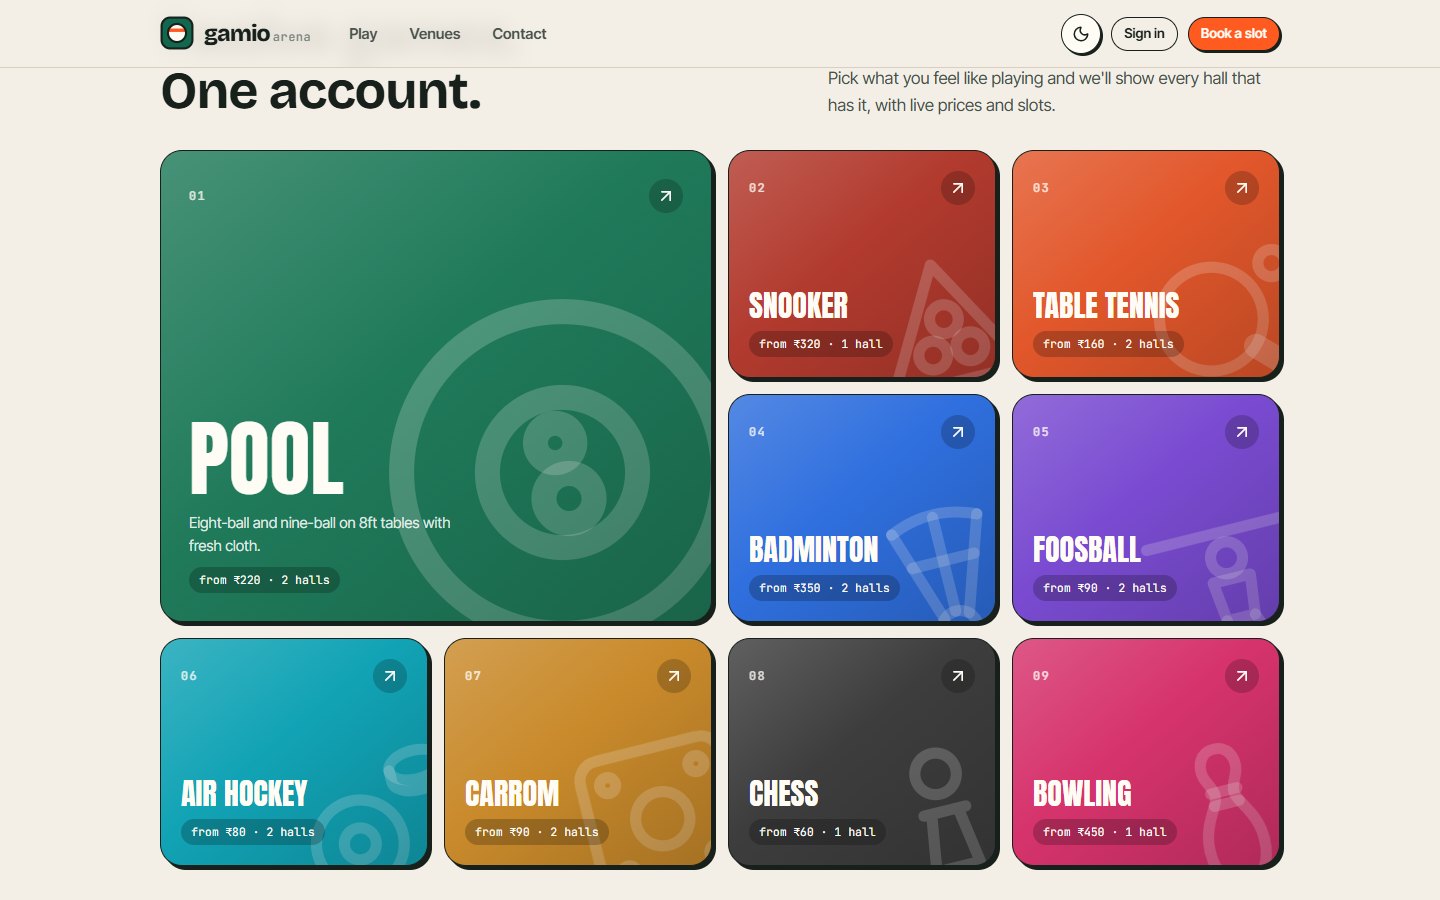 gamio arena
Play
Venues
Contact
Sign in
Book a slot
One account.
Pick what you feel like playing and we'll show every hall that
has it, with live prices and slots.
01
POOL
Eight-ball and nine-ball on 8ft tables with
fresh cloth.
from ₹220 · 2 halls
02
SNOOKER
from ₹320 · 1 hall
03
TABLE TENNIS
from ₹160 · 2 halls
04
BADMINTON
from ₹350 · 2 halls
05
FOOSBALL
from ₹90 · 2 halls
06
AIR HOCKEY
from ₹80 · 2 halls
07
CARROM
from ₹90 · 2 halls
08
CHESS
from ₹60 · 1 hall
09
BOWLING
from ₹450 · 1 hall